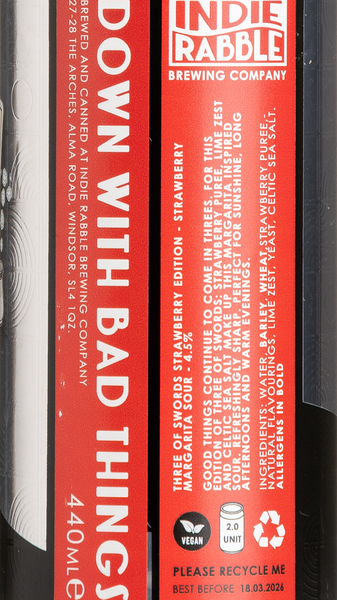 INDIE
RABBLE
BREWING COMPANY
DOWN WITH BAD THINGS
BREWED AND CANNED AT INDIE RABBLE BREWING COMPANY
27-28 THE ARCHES, ALMA ROAD, WINDSOR, SL4 1QZ
440ML e
THREE OF SWORDS STRAWBERRY EDITION - STRAWBERRY
MARGARITA SOUR - 4.5%
GOOD THINGS CONTINUE TO COME IN THREES. FOR THIS
EDITION OF THREE OF SWORDS: STRAWBERRY PUREE, LIME ZEST
AND CELTIC SALT MAKE UP THIS MARGARITA INSPIRED
SOUR. REFRESHINGLY SHARP, PERFECT FOR SUNSHINE, LONG
AFTERNOONS AND WARM EVENINGS.
INGREDIENTS: WATER, BARLEY, WHEAT, STRAWBERRY PUREE,
NATURAL FLAVOURINGS, LIME ZEST, YEAST, CELTIC SEA SALT.
ALLERGENS IN BOLD
VEGAN
2.0
UNIT
PLEASE RECYCLE ME
BEST BEFORE 18.03.2026